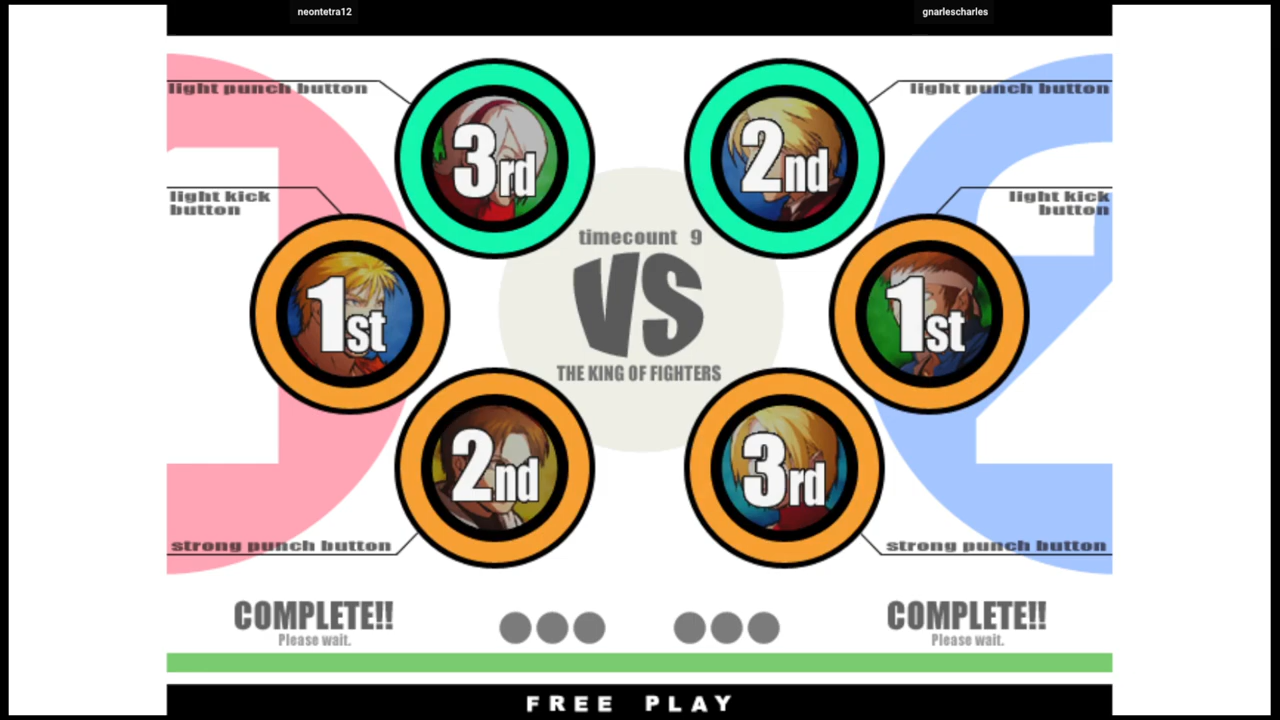 neontetra12
gnarlescharles
light punch button
light punch button
3rd
2nd
light kick
button
light kick
button
timecount 9
VS
THE KING OF FIGHTERS
1st
1st
2nd
3rd
strong punch button
strong punch button
COMPLETE!!
Please wait.
COMPLETE!!
Please wait.
FREE PLAY